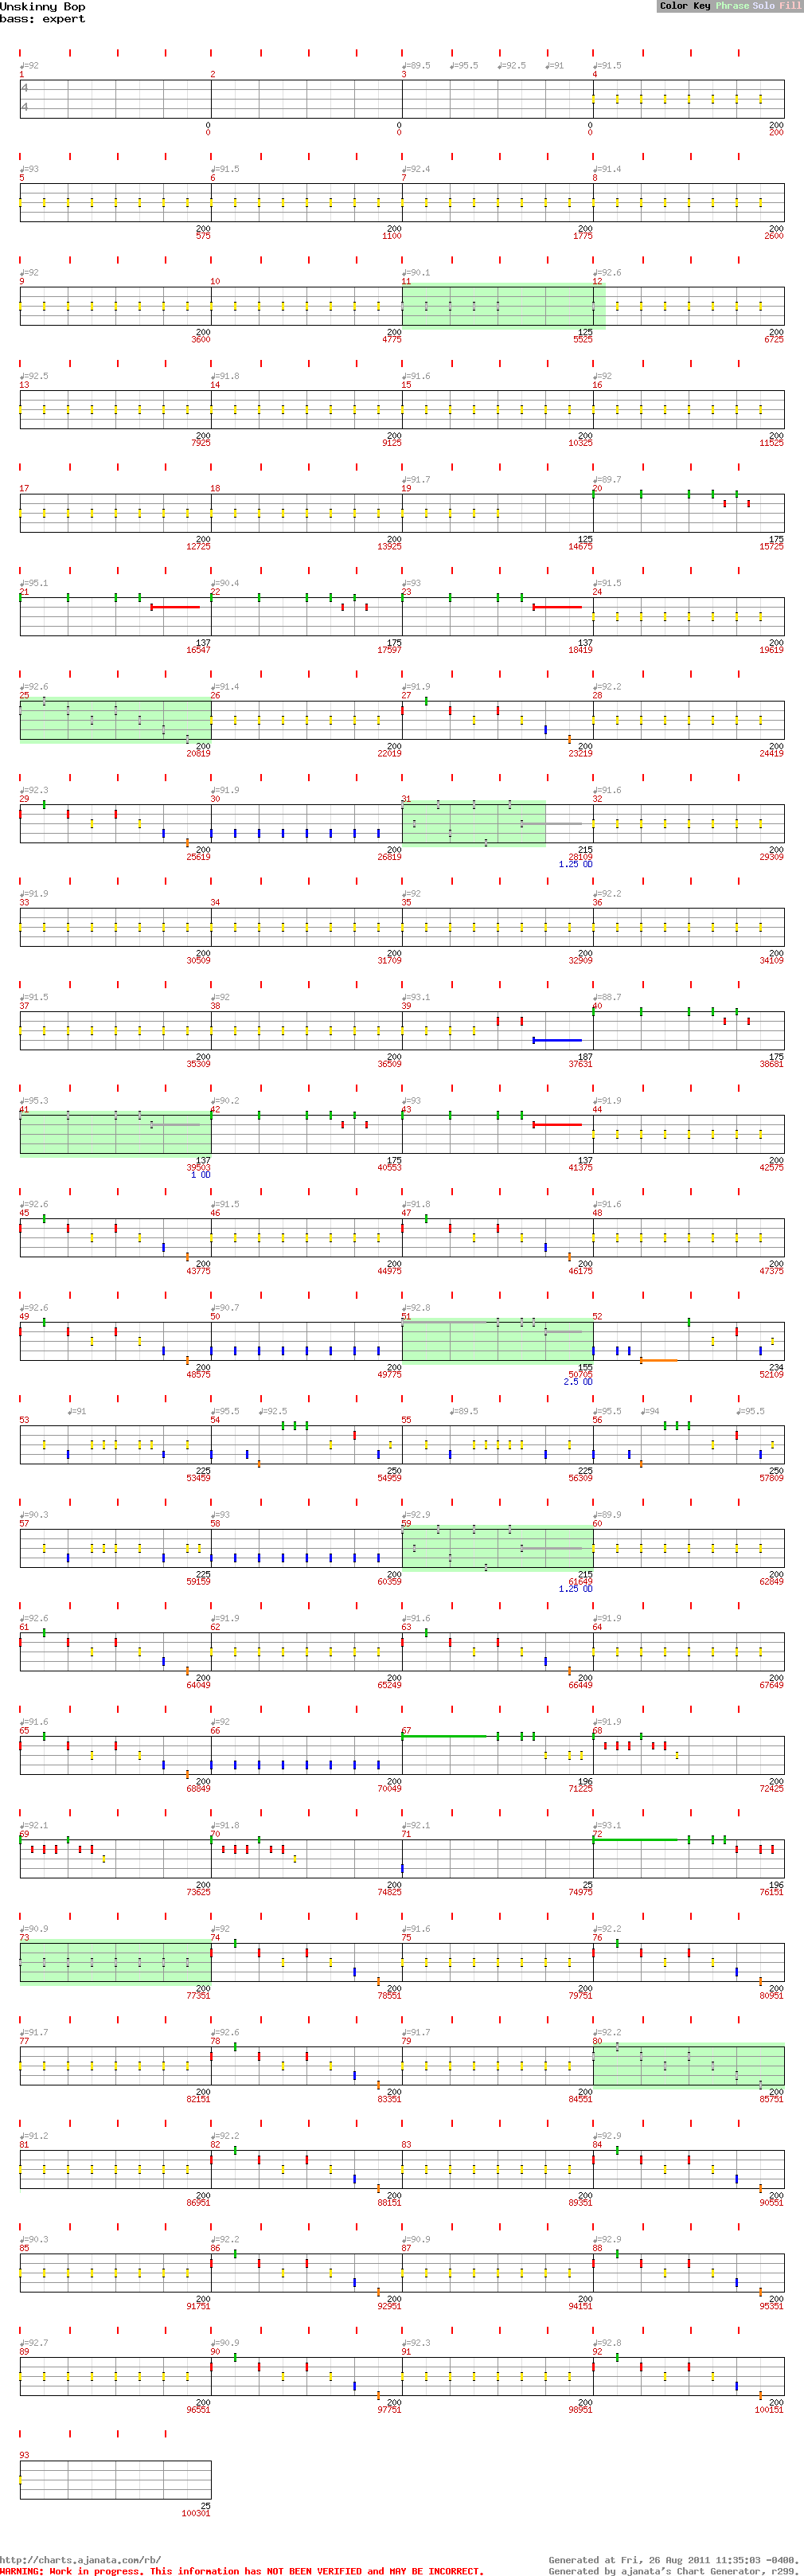 Unskinny Bop
bass: expert
Color Key Phrase Solo Fill
♩=92 ♩=89.5 ♩=95.5 ♩=92.5 ♩=91 ♩=91.5
1 2 3 4
4
4
0 0 0 200
0 0 0 200
♩=93 ♩=91.5 ♩=92.4 ♩=91.4
5 6 7 8
200 200 200 200
575 1100 1775 2600
♩=92 ♩=90.1 ♩=92.6
9 10 11 12
200 200 125 200
3600 4775 5525 6725
♩=92.5 ♩=91.8 ♩=91.6 ♩=92
13 14 15 16
200 200 200 200
7925 9125 10325 11525
♩=91.7 ♩=89.7
17 18 19 20
200 200 125 175
12725 13925 14675 15725
♩=95.1 ♩=90.4 ♩=93 ♩=91.5
21 22 23 24
137 175 137 200
16547 17597 18419 19619
♩=92.6 ♩=91.4 ♩=91.9 ♩=92.2
25 26 27 28
200 200 200 200
20819 22019 23219 24419
♩=92.3 ♩=91.9 ♩=91.6
29 30 31 32
200 200 215 200
25619 26819 28109 29309
1.25 OD
♩=91.9 ♩=92 ♩=92.2
33 34 35 36
200 200 200 200
30509 31709 32909 34109
♩=91.5 ♩=92 ♩=93.1 ♩=88.7
37 38 39 40
200 200 187 175
35309 36509 37631 38681
♩=95.3 ♩=90.2 ♩=93 ♩=91.9
41 42 43 44
137 175 137 200
39503 40553 41375 42575
1 OD
♩=92.6 ♩=91.5 ♩=91.8 ♩=91.6
45 46 47 48
200 200 200 200
43775 44975 46175 47375
♩=92.6 ♩=90.7 ♩=92.8
49 50 51 52
200 200 155 234
48575 49775 50705 52109
2.5 OD
♩=91 ♩=95.5 ♩=92.5 ♩=89.5 ♩=95.5 ♩=94 ♩=95.5
53 54 55 56
225 250 225 250
53459 54959 56309 57809
♩=90.3 ♩=93 ♩=92.9 ♩=89.9
57 58 59 60
225 200 215 200
59159 60359 61649 62849
1.25 OD
♩=92.6 ♩=91.9 ♩=91.6 ♩=91.9
61 62 63 64
200 200 200 200
64049 65249 66449 67649
♩=91.6 ♩=92 ♩=91.9
65 66 67 68
200 200 196 200
68849 70049 71225 72425
♩=92.1 ♩=91.8 ♩=92.1 ♩=93.1
69 70 71 72
200 200 25 196
73625 74825 74975 76151
♩=90.9 ♩=92 ♩=91.6 ♩=92.2
73 74 75 76
200 200 200 200
77351 78551 79751 80951
♩=91.7 ♩=92.6 ♩=91.7 ♩=92.2
77 78 79 80
200 200 200 200
82151 83351 84551 85751
♩=91.2 ♩=92.2 ♩=92.9
81 82 83 84
200 200 200 200
86951 88151 89351 90551
♩=90.3 ♩=92.2 ♩=90.9 ♩=92.9
85 86 87 88
200 200 200 200
91751 92951 94151 95351
♩=92.7 ♩=90.9 ♩=92.3 ♩=92.8
89 90 91 92
200 200 200 200
96551 97751 98951 100151
93
25
100301
http://charts.ajanata.com/rb/ Generated at Fri, 26 Aug 2011 11:35:03 -0400.
WARNING: Work in progress. This information has NOT BEEN VERIFIED and MAY BE INCORRECT. Generated by ajanata's Chart Generator, r299.